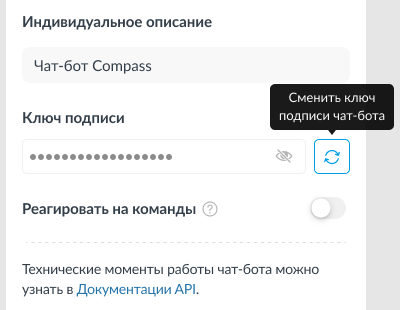 Индивидуальное описание
Чат-бот Compass
Сменить ключ
подписи чат-бота
Ключ подписи
Реагировать на команды
Технические моменты работы чат-бота можно
узнать в Документации API.